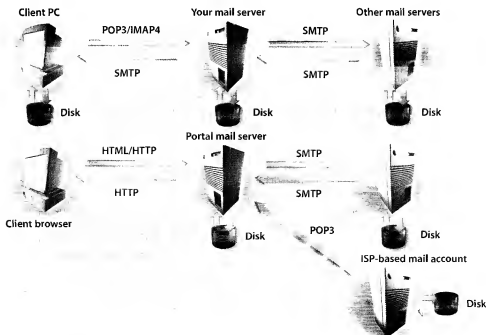 Client PC
Your mail server
Other mail servers
POP3/IMAP4
SMTP
SMTP
SMTP
Disk
Disk
Disk
Portal mail server
HTML/HTTP
SMTP
HTTP
SMTP
Client browser
POP3
Disk
Disk
ISP-based mail account
Disk